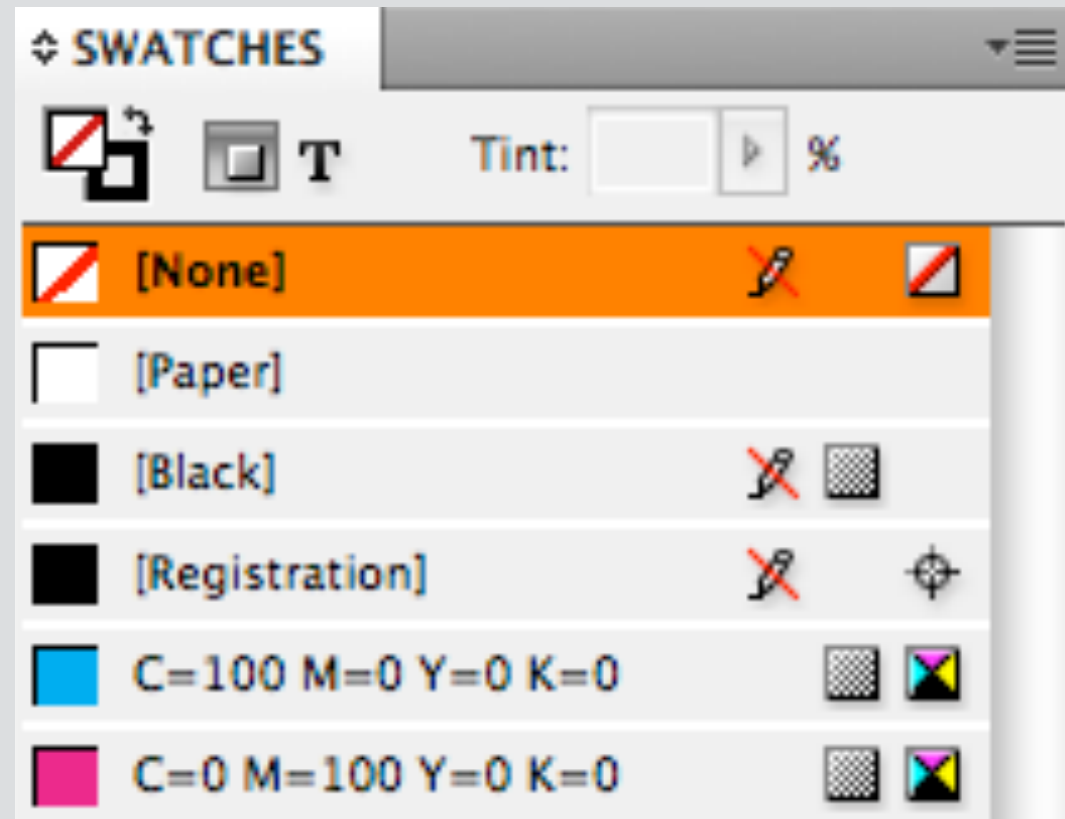 SWATCHES
T Tint: %
[None]
[Paper]
[Black]
[Registration]
C=100 M=0 Y=0 K=0
C=0 M=100 Y=0 K=0